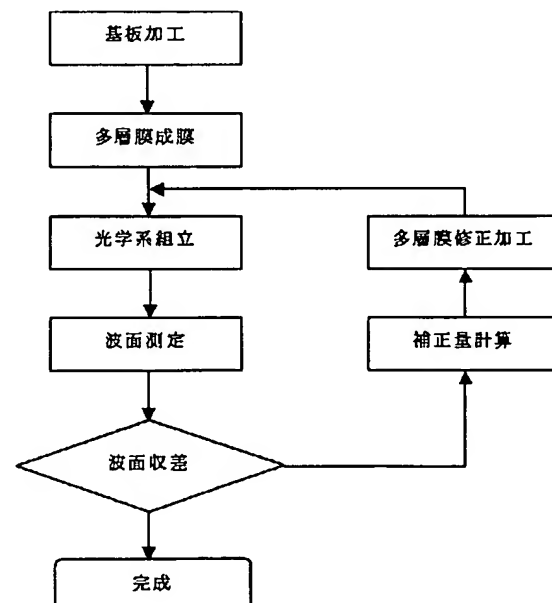 基板加工
多層膜成膜
光学系組立
多層膜修正加工
波面測定
補正量計算
波面収差
完成